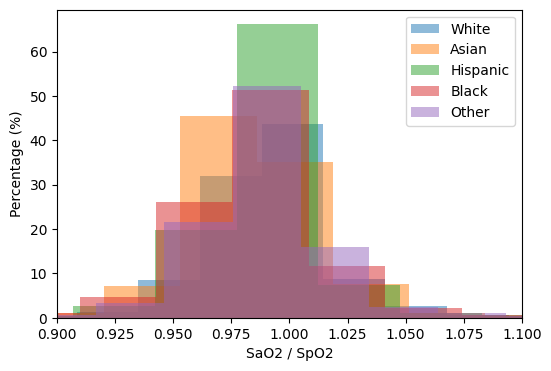 Percentage (%)
60
50
40
30
20
10
0
0.900 0.925 0.950 0.975 1.000 1.025 1.050 1.075 1.100
SaO2 / SpO2
White
Asian
Hispanic
Black
Other